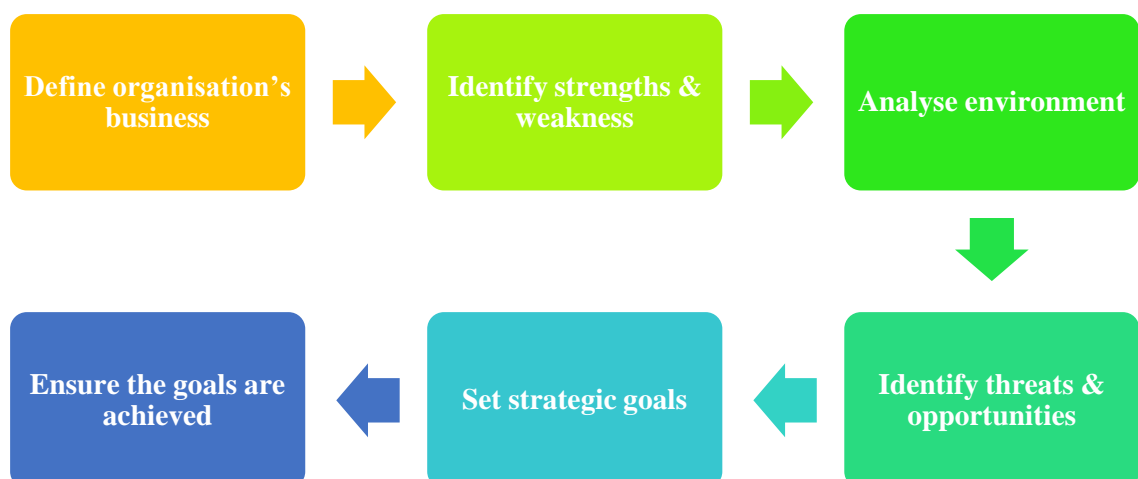 Define organisation’s
business
Identify strengths &
weakness
Analyse environment
Identify threats &
opportunities
Set strategic goals
Ensure the goals are
achieved